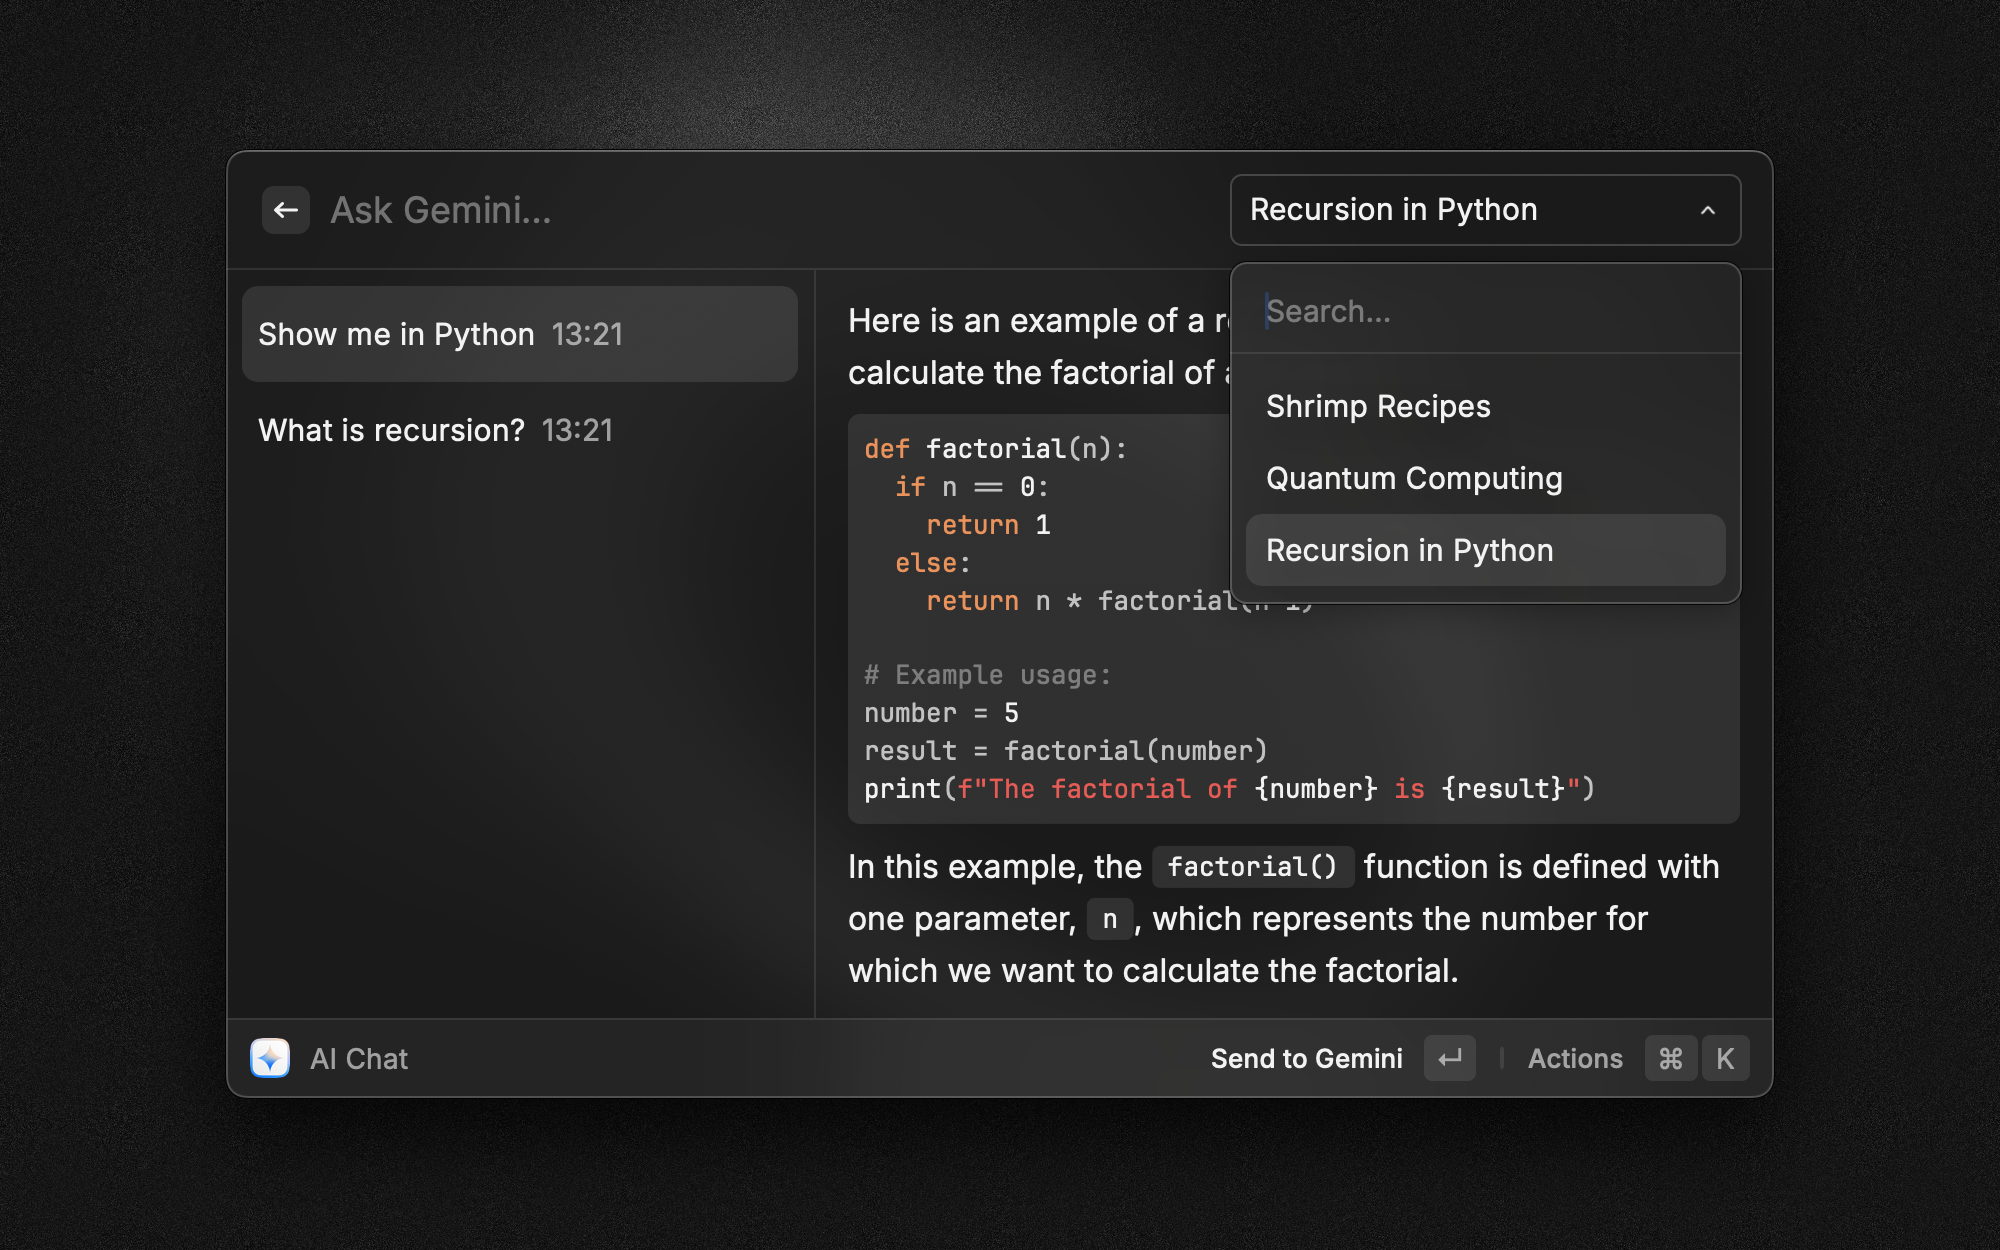 Ask Gemini...
Recursion in Python
Search...
Shrimp Recipes
Quantum Computing
Recursion in Python
Show me in Python 13:21
What is recursion? 13:21
Here is an example of a
calculate the factorial of
def factorial(n):
  if n == 0:
    return 1
  else:
    return n * factorial(n-1)
# Example usage:
number = 5
result = factorial(number)
print(f"The factorial of {number} is {result}")
In this example, the factorial() function is defined with
one parameter, n, which represents the number for
which we want to calculate the factorial.
AI Chat
Send to Gemini ↵ | Actions ⌘ K